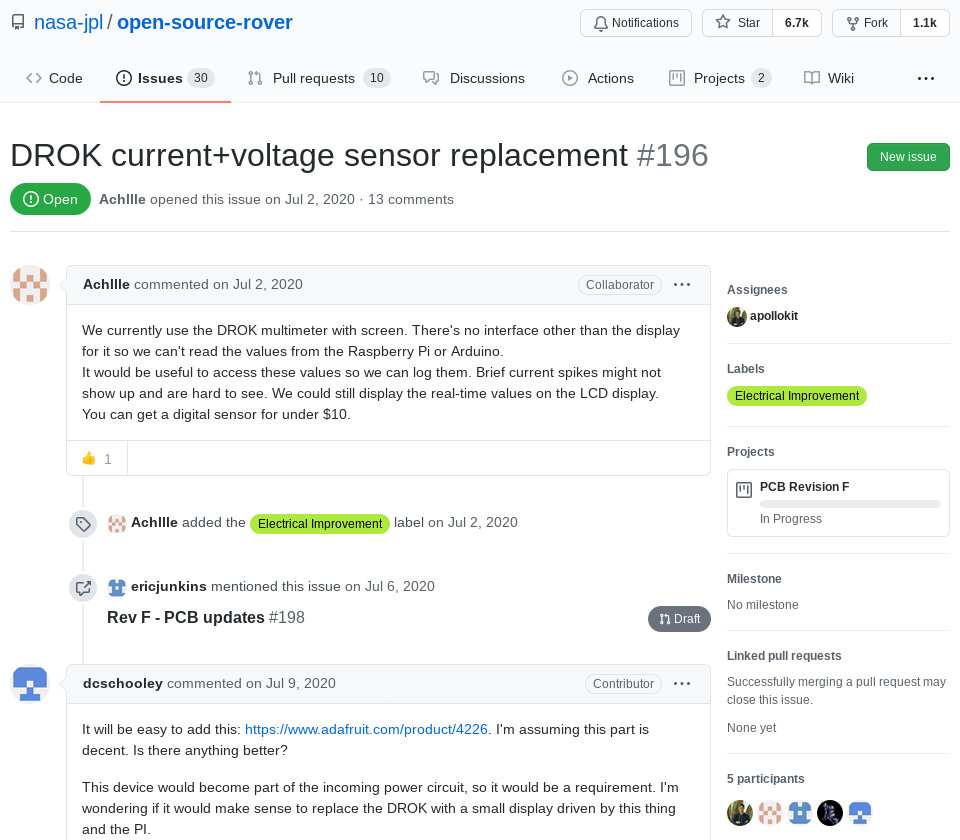 nasa-jpl / open-source-rover
Notifications
Star 6.7k
Fork 1.1k
Code
Issues 30
Pull requests 10
Discussions
Actions
Projects 2
Wiki
DROK current+voltage sensor replacement #196
New issue
Open
Achllle opened this issue on Jul 2, 2020 · 13 comments
Achllle commented on Jul 2, 2020
Collaborator
We currently use the DROK multimeter with screen. There's no interface other than the display
for it so we can't read the values from the Raspberry Pi or Arduino.
It would be useful to access these values so we can log them. Brief current spikes might not
show up and are hard to see. We could still display the real-time values on the LCD display.
You can get a digital sensor for under $10.
👍 1
Achllle added the Electrical Improvement label on Jul 2, 2020
ericjunkins mentioned this issue on Jul 6, 2020
Rev F - PCB updates #198
Draft
dcschooley commented on Jul 9, 2020
Contributor
It will be easy to add this: https://www.adafruit.com/product/4226. I'm assuming this part is
decent. Is there anything better?
This device would become part of the incoming power circuit, so it would be a requirement. I'm
wondering if it would make sense to replace the DROK with a small display driven by this thing
and the PI.
Assignees
apollokit
Labels
Electrical Improvement
Projects
PCB Revision F
In Progress
Milestone
No milestone
Linked pull requests
Successfully merging a pull request may
close this issue.
None yet
5 participants